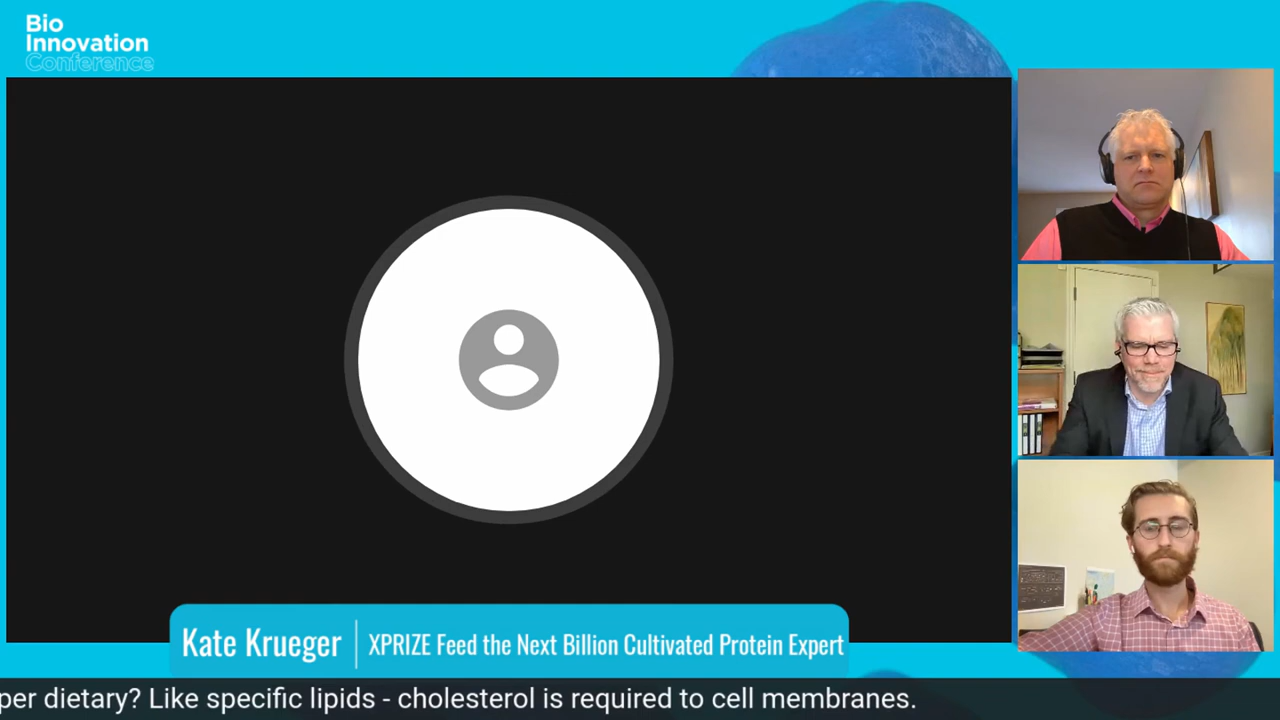 Bio
Innovation
Conference
Kate Krueger
XPRIZE Feed the Next Billion Cultivated Protein Expert
per dietary? Like specific lipids - cholesterol is required to cell membranes.